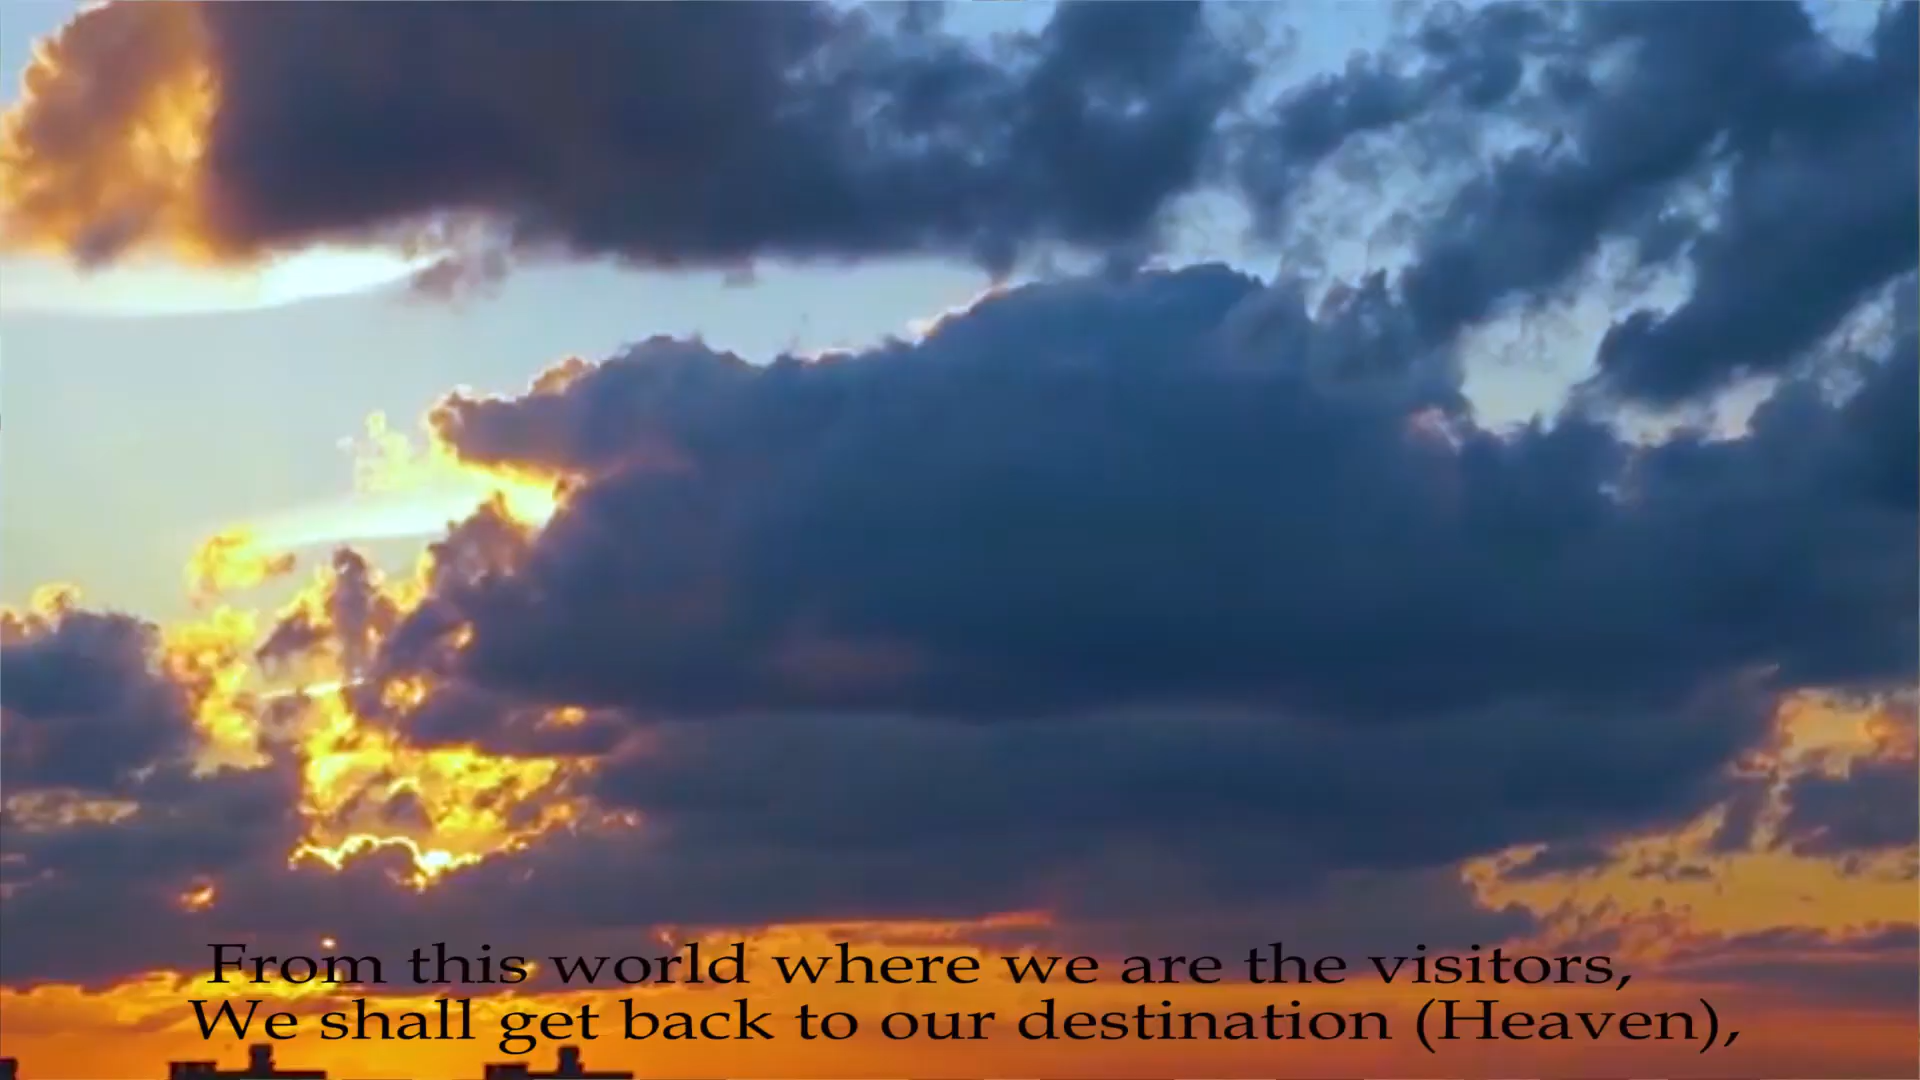 From this world where we are the visitors,
We shall get back to our destination (Heaven),